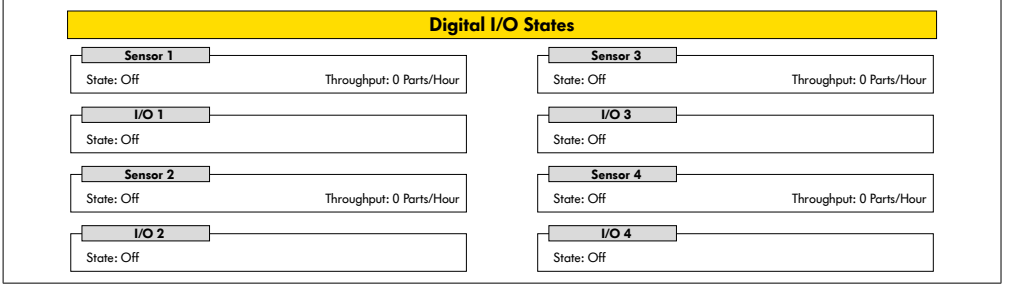 Digital I/O States
Sensor 1
State: Off Throughput: 0 Parts/Hour
I/O 1
State: Off
Sensor 2
State: Off Throughput: 0 Parts/Hour
I/O 2
State: Off
Sensor 3
State: Off Throughput: 0 Parts/Hour
I/O 3
State: Off
Sensor 4
State: Off Throughput: 0 Parts/Hour
I/O 4
State: Off